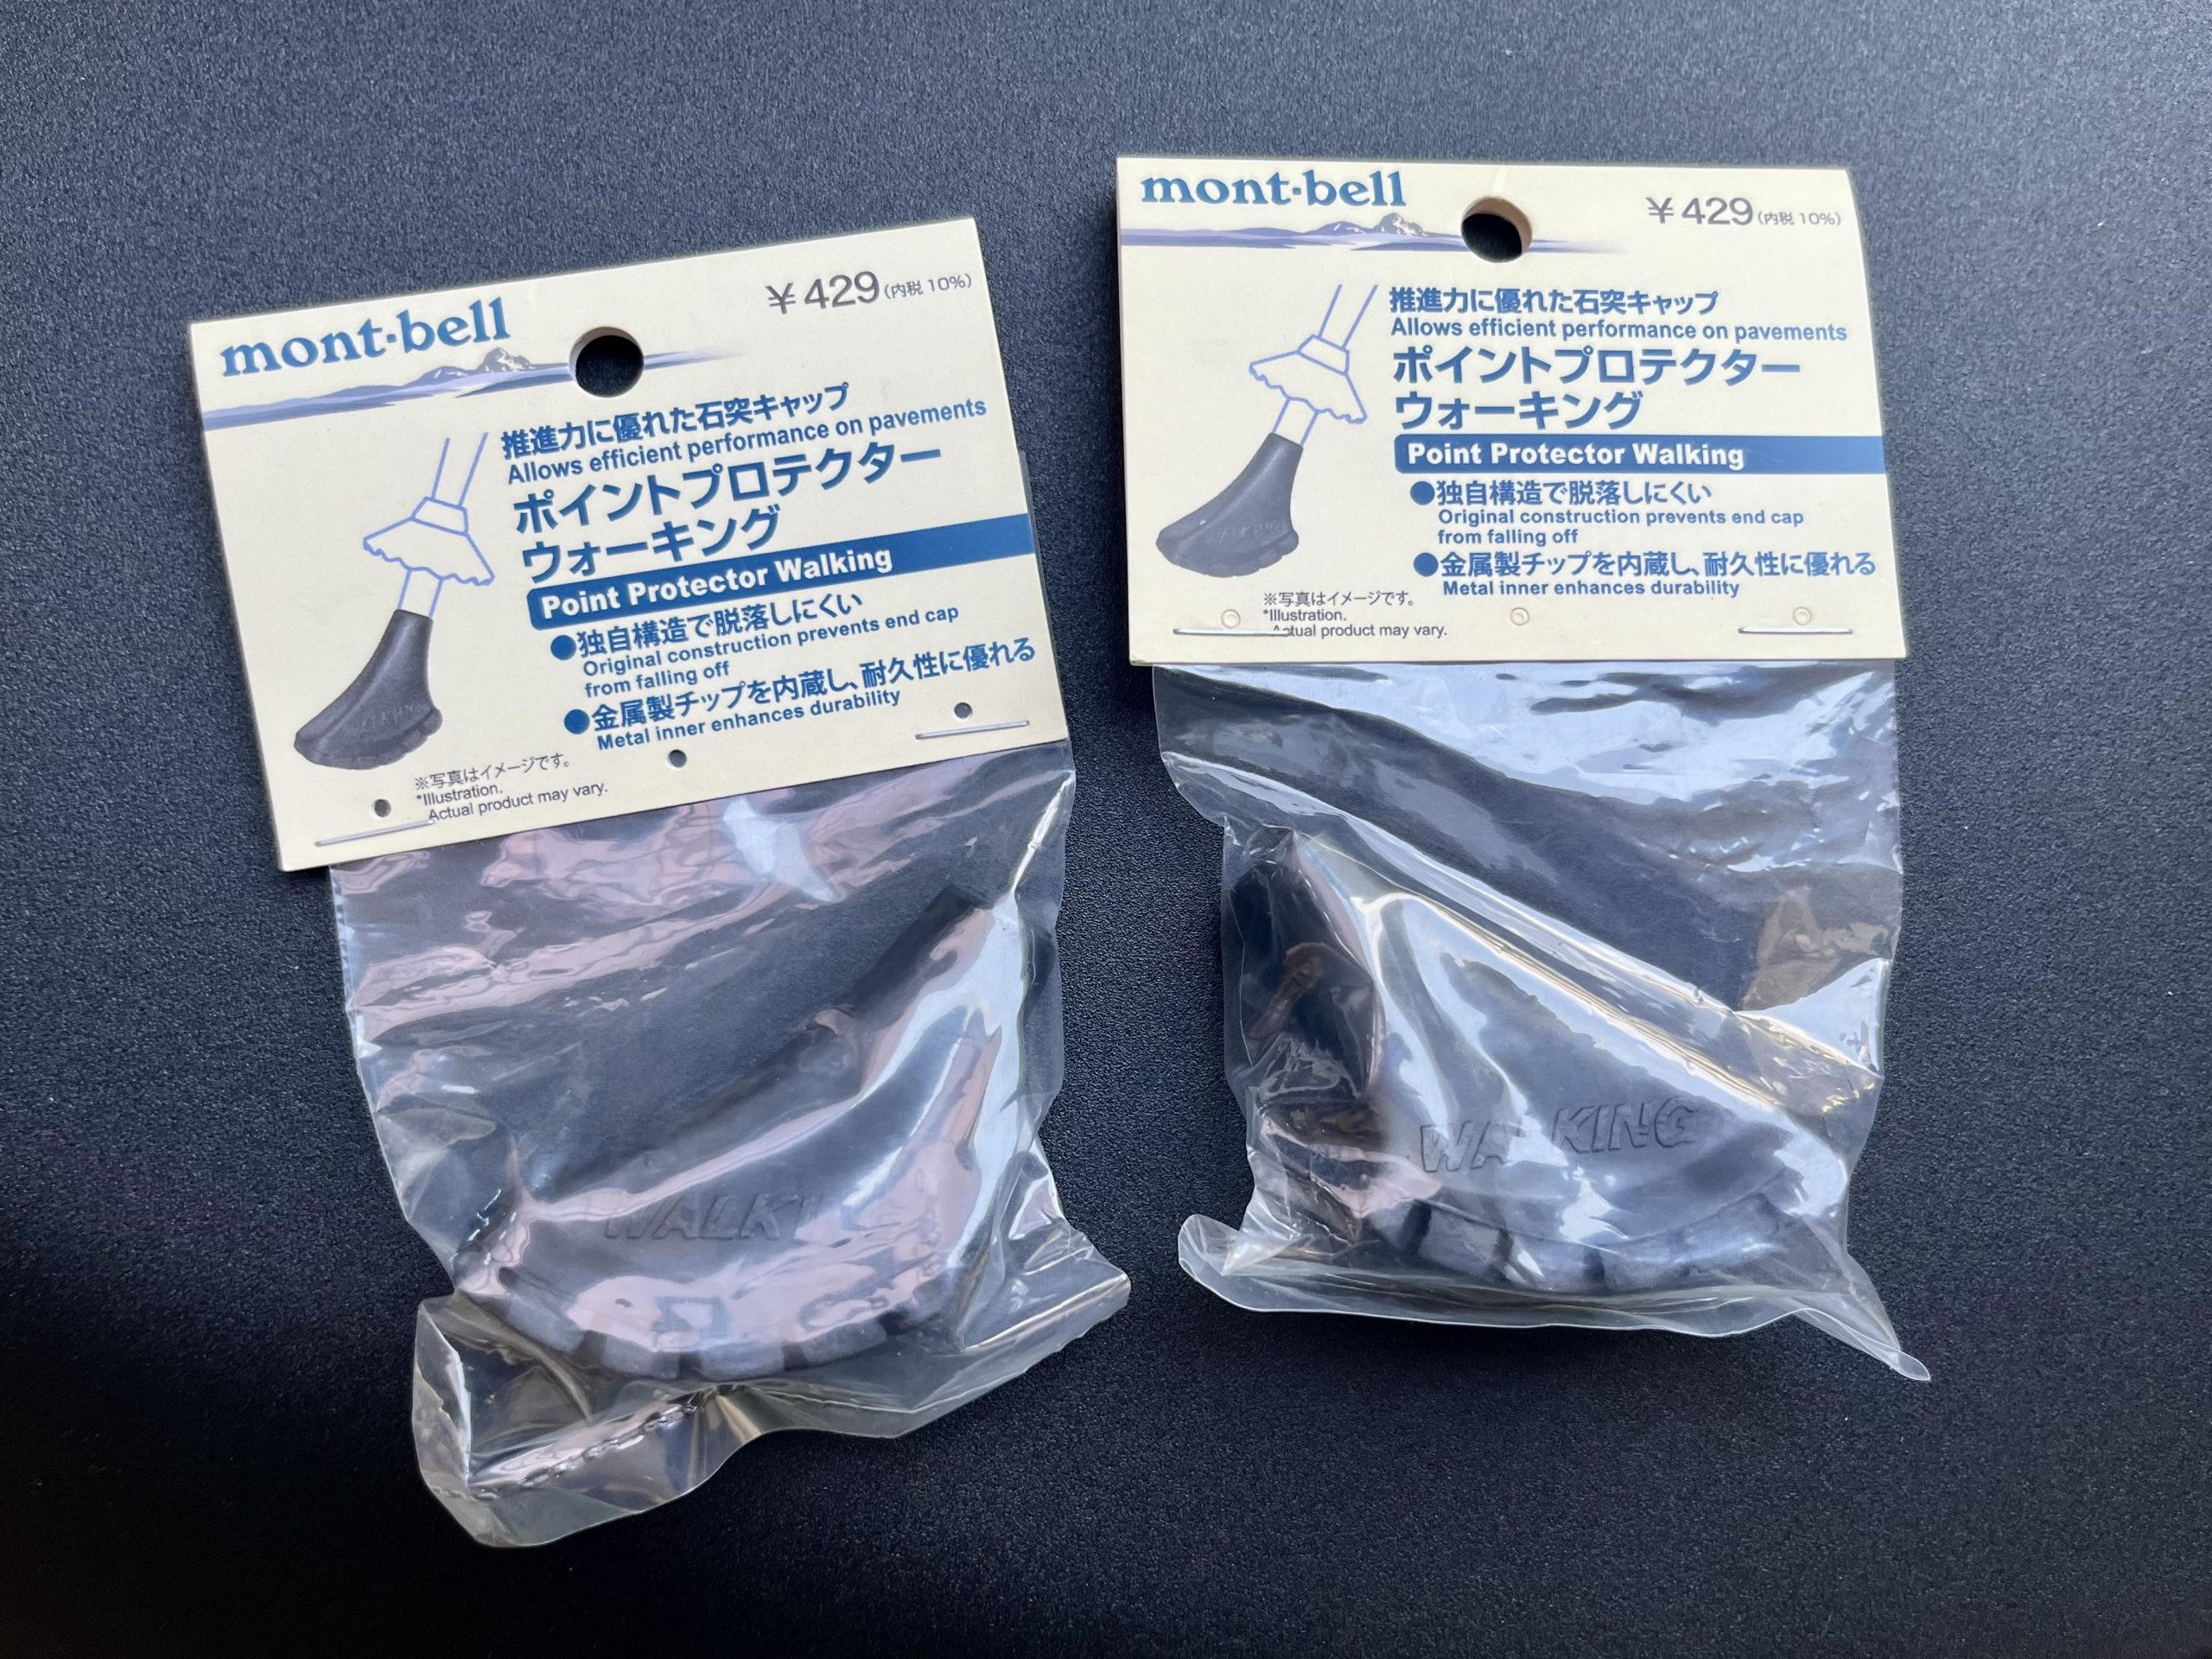 mont·bell
¥429(内税10%)
推進力に優れた石突キャップ
Allows efficient performance on pavements
ポイントプロテクター
ウォーキング
Point Protector Walking
●独自構造で脱落しにくい
Original construction prevents end cap
from falling off
●金属製チップを内蔵し、耐久性に優れる
Metal inner enhances durability
※写真はイメージです。
*Illustration.
Actual product may vary.
mont·bell
¥429(内税10%)
推進力に優れた石突キャップ
Allows efficient performance on pavements
ポイントプロテクター
ウォーキング
Point Protector Walking
●独自構造で脱落しにくい
Original construction prevents end cap
from falling off
●金属製チップを内蔵し、耐久性に優れる
Metal inner enhances durability
※写真はイメージです。
*Illustration.
Actual product may vary.
WALKING